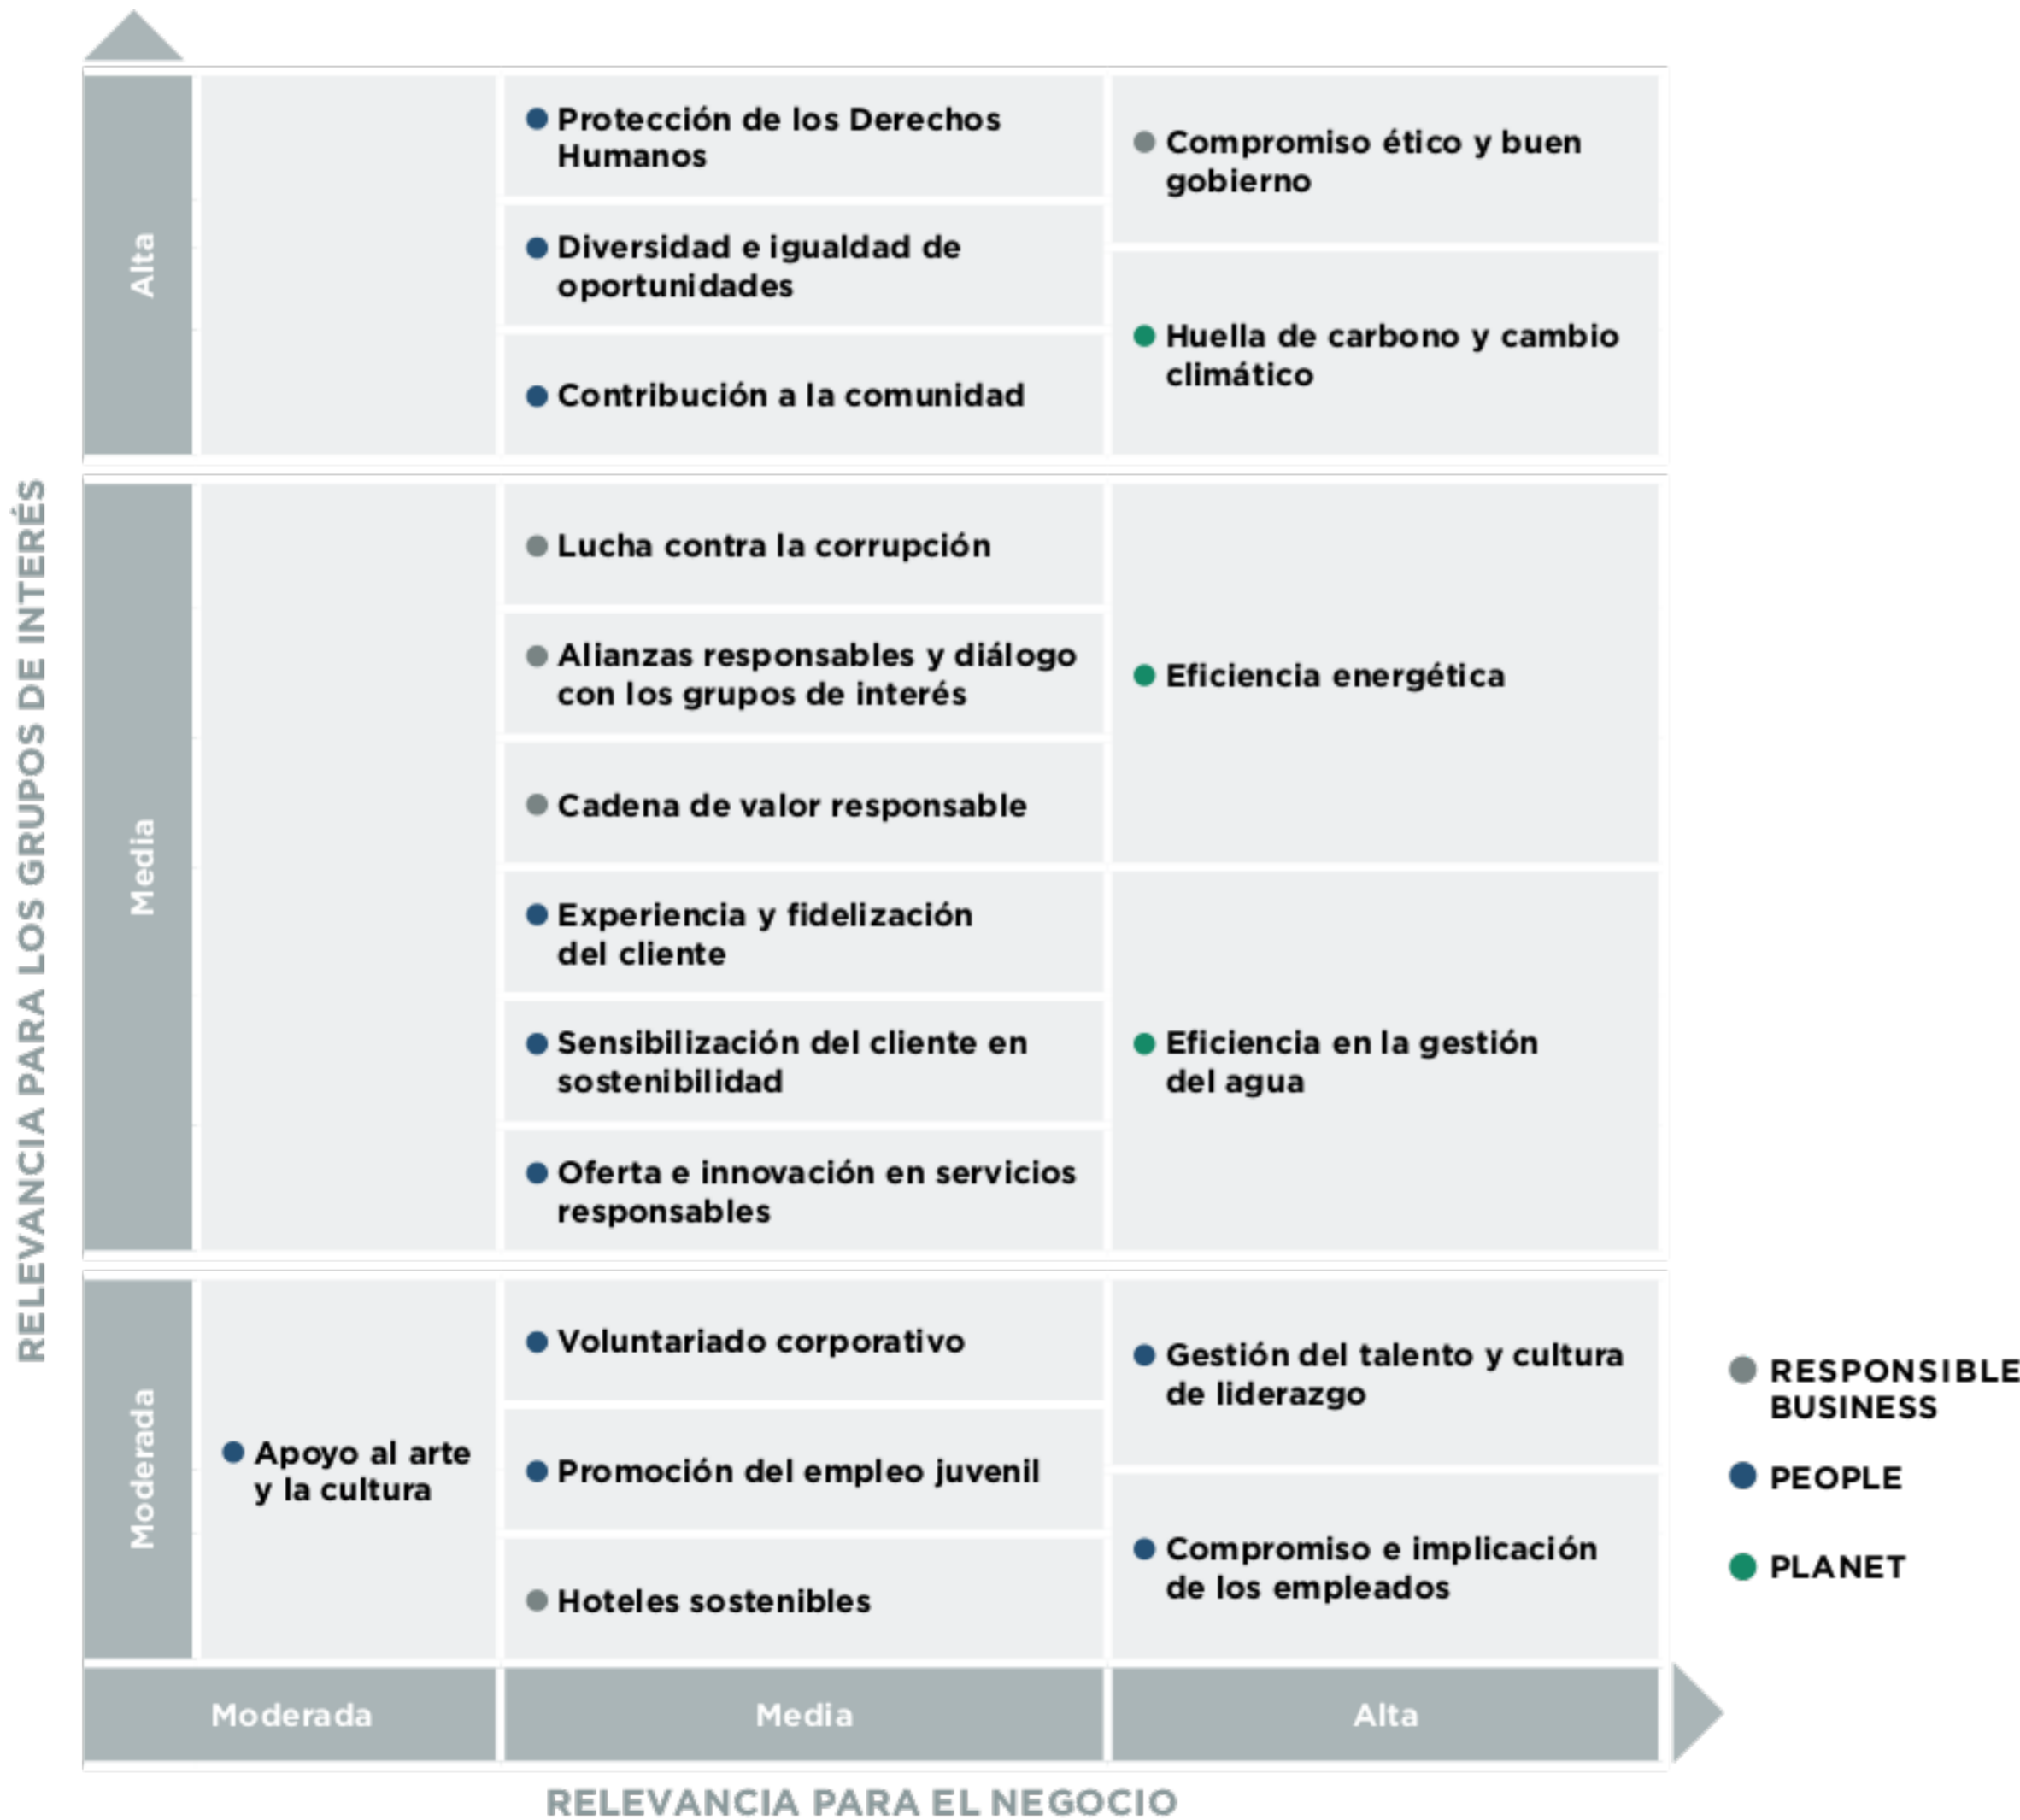 RELEVANCIA PARA LOS GRUPOS DE INTERÉS
Alta
Protección de los Derechos
Humanos
Diversidad e igualdad de
oportunidades
Contribución a la comunidad
Compromiso ético y buen
gobierno
Huella de carbono y cambio
climático
Media
Lucha contra la corrupción
Alianzas responsables y diálogo
con los grupos de interés
Cadena de valor responsable
Experiencia y fidelización
del cliente
Sensibilización del cliente en
sostenibilidad
Oferta e innovación en servicios
responsables
Eficiencia energética
Eficiencia en la gestión
del agua
Moderada
Apoyo al arte
y la cultura
Voluntariado corporativo
Promoción del empleo juvenil
Hoteles sostenibles
Gestión del talento y cultura
de liderazgo
Compromiso e implicación
de los empleados
Moderada
Media
Alta
RELEVANCIA PARA EL NEGOCIO
RESPONSIBLE
BUSINESS
PEOPLE
PLANET